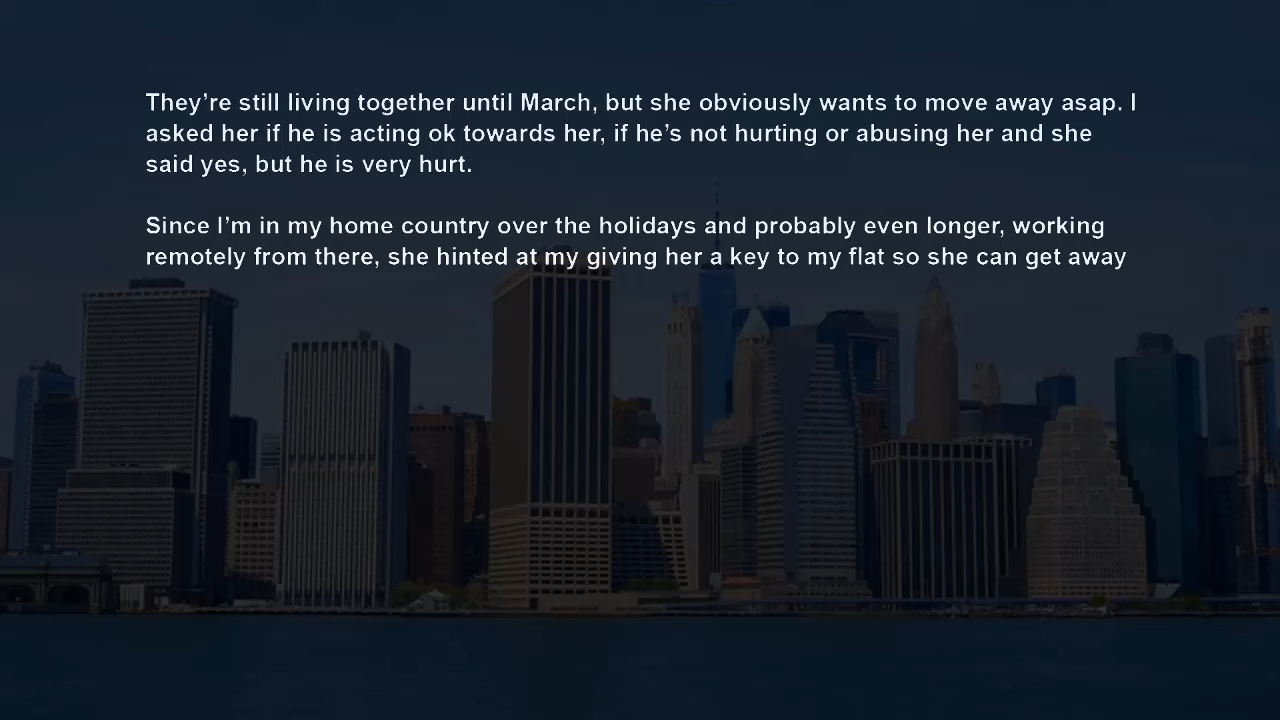 They’re still living together until March, but she obviously wants to move away asap. I
asked her if he is acting ok towards her, if he’s not hurting or abusing her and she
said yes, but he is very hurt.
Since I’m in my home country over the holidays and probably even longer, working
remotely from there, she hinted at my giving her a key to my flat so she can get away